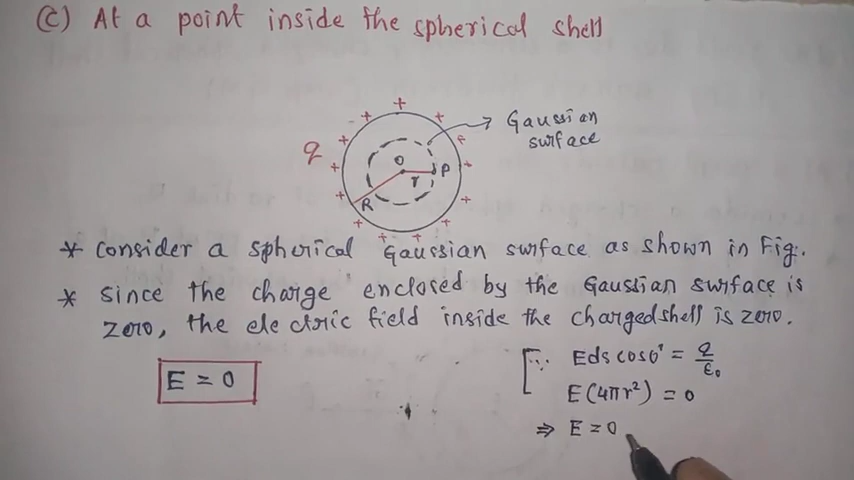 (C) At a point inside the spherical shell
Gaussian
surface
q
O
P
r
R
* consider a spherical Gaussian surface as shown in Fig.
* since the charge enclosed by the Gaussian surface is
zero, the electric field inside the charged shell is zero.
E = 0
[∵ Eds cosθ = q/ε₀
E(4πr²) = 0
⇒ E = 0